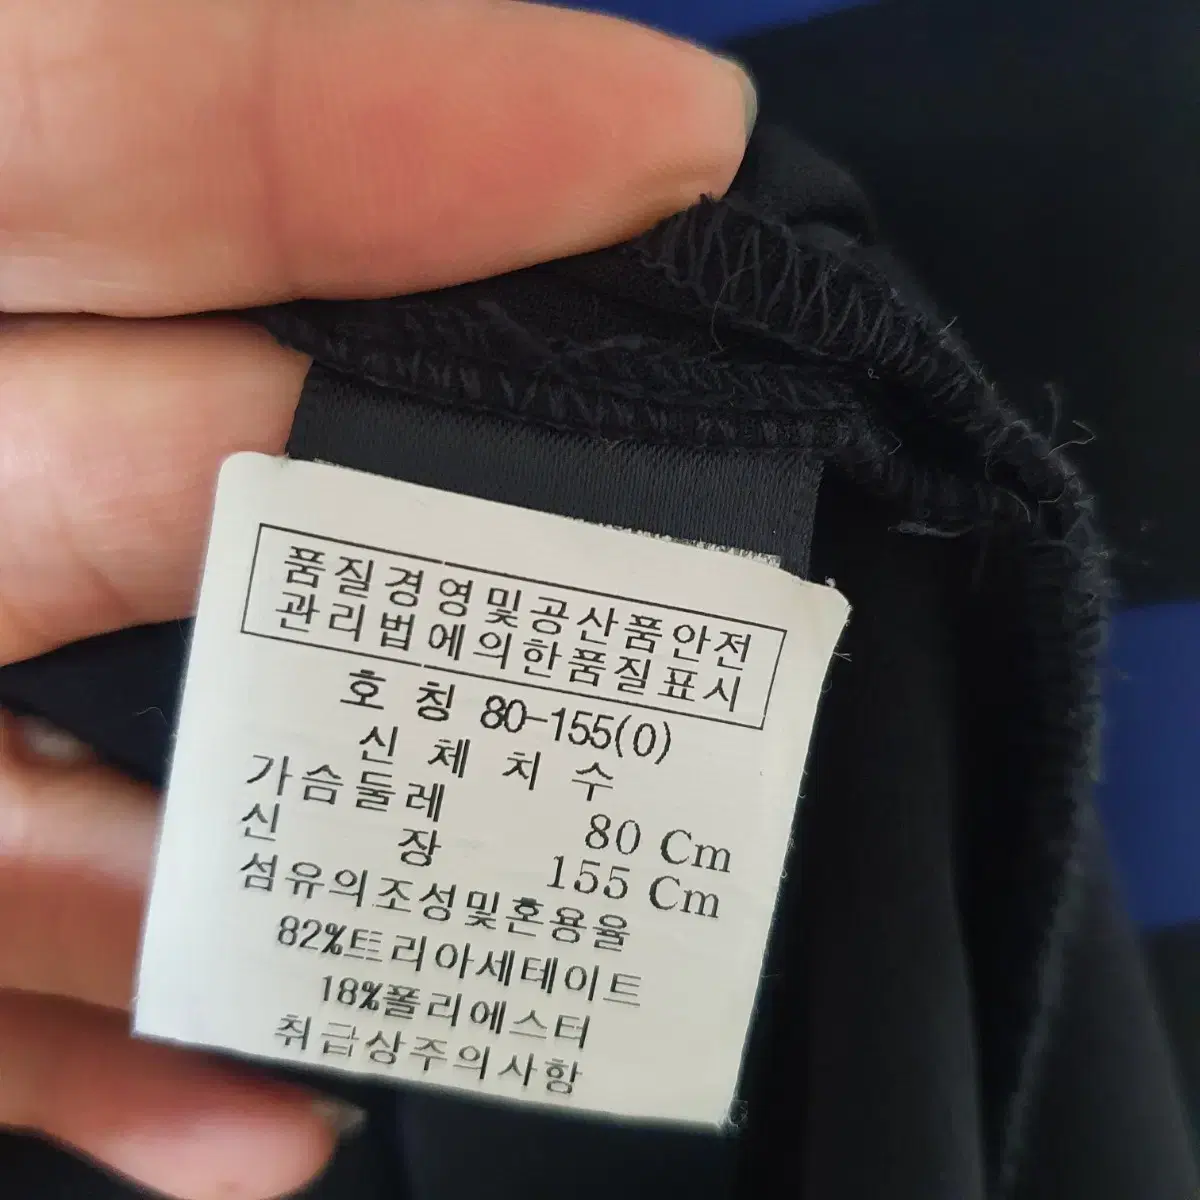 품질경영및공산품안전
관리법에의한품질표시
호 칭 80-155(0)
신 체 치 수
가슴둘레 80 Cm
신 장 155 Cm
섬유의조성및혼용율
82%트리아세테이트
18%폴리에스터
취급상주의사항